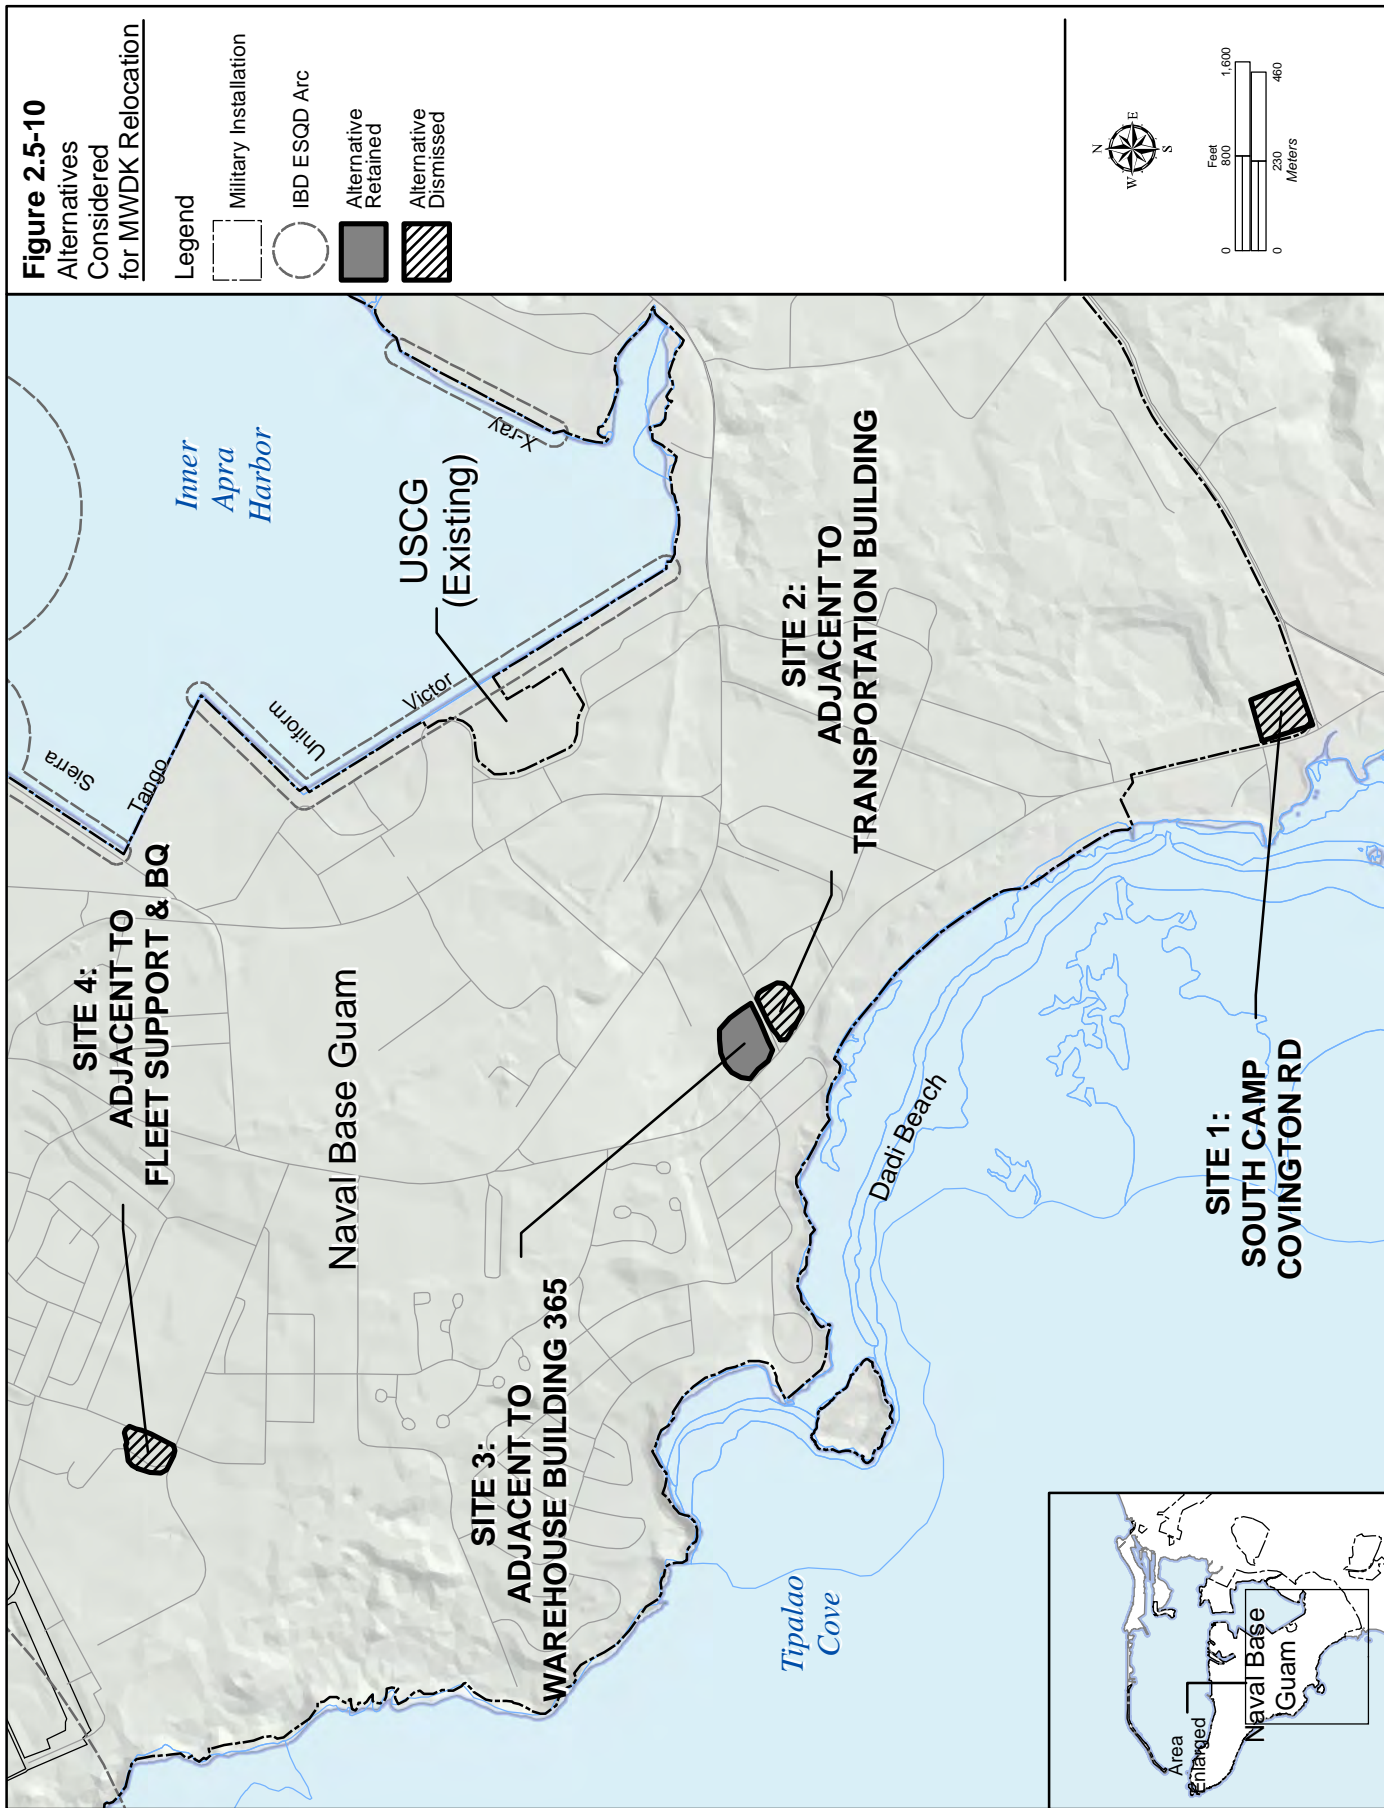 Figure 2.5-10
Alternatives
Considered
for MWDK Relocation
Legend
Military Installation
IBD ESQD Arc
Alternative
Retained
Alternative
Dismissed
N
W
E
S
Feet
0
800
1,600
0
230
460
Meters
Inner
Apra
Harbor
X-ray
USCG
(Existing)
Sierra
Tango
Uniform
Victor
SITE 4:
ADJACENT TO
FLEET SUPPORT & BQ
Naval Base Guam
SITE 2:
ADJACENT TO
TRANSPORTATION BUILDING
SITE 3:
ADJACENT TO
WAREHOUSE BUILDING 365
Dadi Beach
SITE 1:
SOUTH CAMP
COVINGTON RD
Tipalao
Cove
Area
Enlarged
Naval Base
Guam